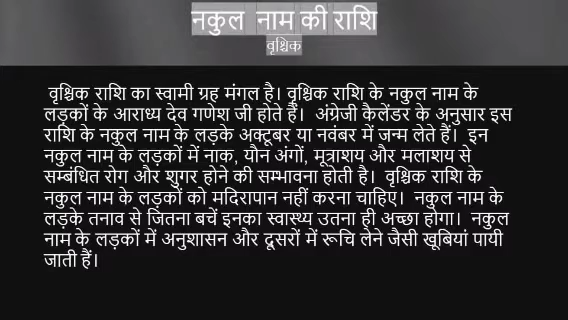 नकुल नाम की राशि
वृश्चिक
वृश्चिक राशि का स्वामी ग्रह मंगल है। वृश्चिक राशि के नकुल नाम के
लड़कों के आराध्य देव गणेश जी होते हैं। अंग्रेजी कैलेंडर के अनुसार इस
राशि के नकुल नाम के लड़के अक्टूबर या नवंबर में जन्म लेते हैं। इन
नकुल नाम के लड़कों में नाक, यौन अंगों, मूत्राशय और मलाशय से
सम्बंधित रोग और शुगर होने की सम्भावना होती है। वृश्चिक राशि के
नकुल नाम के लड़कों को मदिरापान नहीं करना चाहिए। नकुल नाम के
लड़के तनाव से जितना बचें इनका स्वास्थ्य उतना ही अच्छा होगा। नकुल
नाम के लड़कों में अनुशासन और दूसरों में रूचि लेने जैसी खूबियां पायी
जाती हैं।